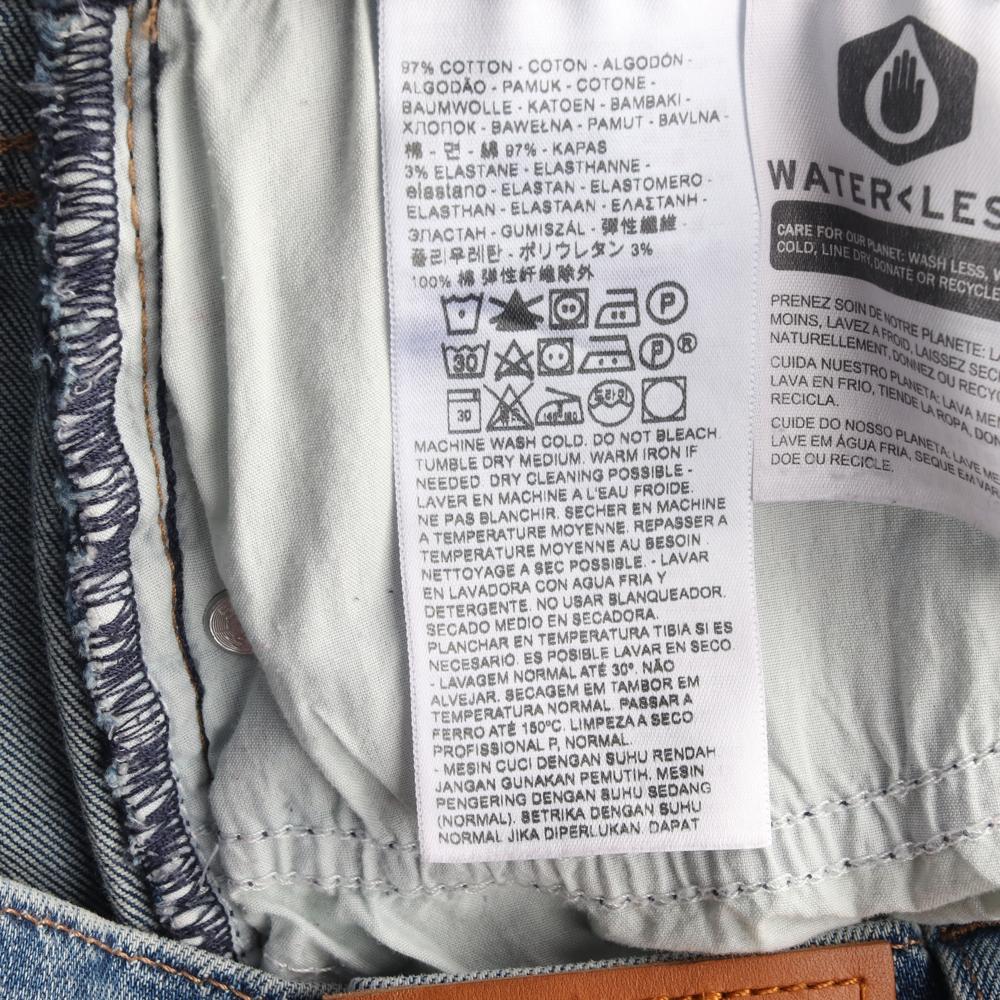 97% COTTON - COTON - ALGODÓN -
ALGODÃO - PAMUK - COTONE -
BAUMWOLLE - KATOEN - BAMBAKI -
ХЛОПОК - BAWEŁNA - PAMUT - BAVLNA -
棉 - 면 - 綿 97% - KAPAS
3% ELASTANE - ELASTHANNE -
elastano - ELASTAN - ELASTOMERO -
ELASTHAN - ELASTAAN - ΕΛΑΣΤΑΝΗ -
ЭЛАСТАН - GUMISZÁL - 彈性纖維 -
폴리우레탄 - ポリウレタン 3%
100% 棉 弹性纤维除外
P
30 P®
30 140-160 드라이
MACHINE WASH COLD. DO NOT BLEACH.
TUMBLE DRY MEDIUM. WARM IRON IF
NEEDED DRY CLEANING POSSIBLE -
LAVER EN MACHINE A L'EAU FROIDE.
NE PAS BLANCHIR. SECHER EN MACHINE
A TEMPERATURE MOYENNE. REPASSER A
TEMPERATURE MOYENNE AU BESOIN
NETTOYAGE A SEC POSSIBLE. - LAVAR
EN LAVADORA CON AGUA FRIA Y
DETERGENTE. NO USAR BLANQUEADOR.
SECADO MEDIO EN SECADORA.
PLANCHAR EN TEMPERATURA TIBIA SI ES
NECESARIO. ES POSIBLE LAVAR EN SECO
- LAVAGEM NORMAL ATÉ 30º. NÃO
ALVEJAR. SECAGEM EM TAMBOR EM
TEMPERATURA NORMAL. PASSAR A
FERRO ATÉ 150ºC. LIMPEZA A SECO
PROFISSIONAL P, NORMAL.
- MESIN CUCI DENGAN SUHU RENDAH
JANGAN GUNAKAN PEMUTIH. MESIN
PENGERING DENGAN SUHU SEDANG
(NORMAL). SETRIKA DENGAN SUHU
NORMAL JIKA DIPERLUKAN. DAPAT
WATER<LES
CARE FOR OUR PLANET: WASH LESS,
COLD, LINE DRY, DONATE OR RECYCLE
PRENEZ SOIN DE NOTRE PLANETE:
MOINS, LAVEZ A FROID, LAISSEZ SEC
NATURELLEMENT, DONNEZ OU RECYC
CUIDA NUESTRO PLANETA: LAVA ME
LAVA EN FRIO, TIENDE LA ROPA, DON
RECICLA.
CUIDE DO NOSSO PLANETA: LAVE ME
LAVE EM ÁGUA FRIA, SEQUE EM VAR
DOE OU RECICLE.